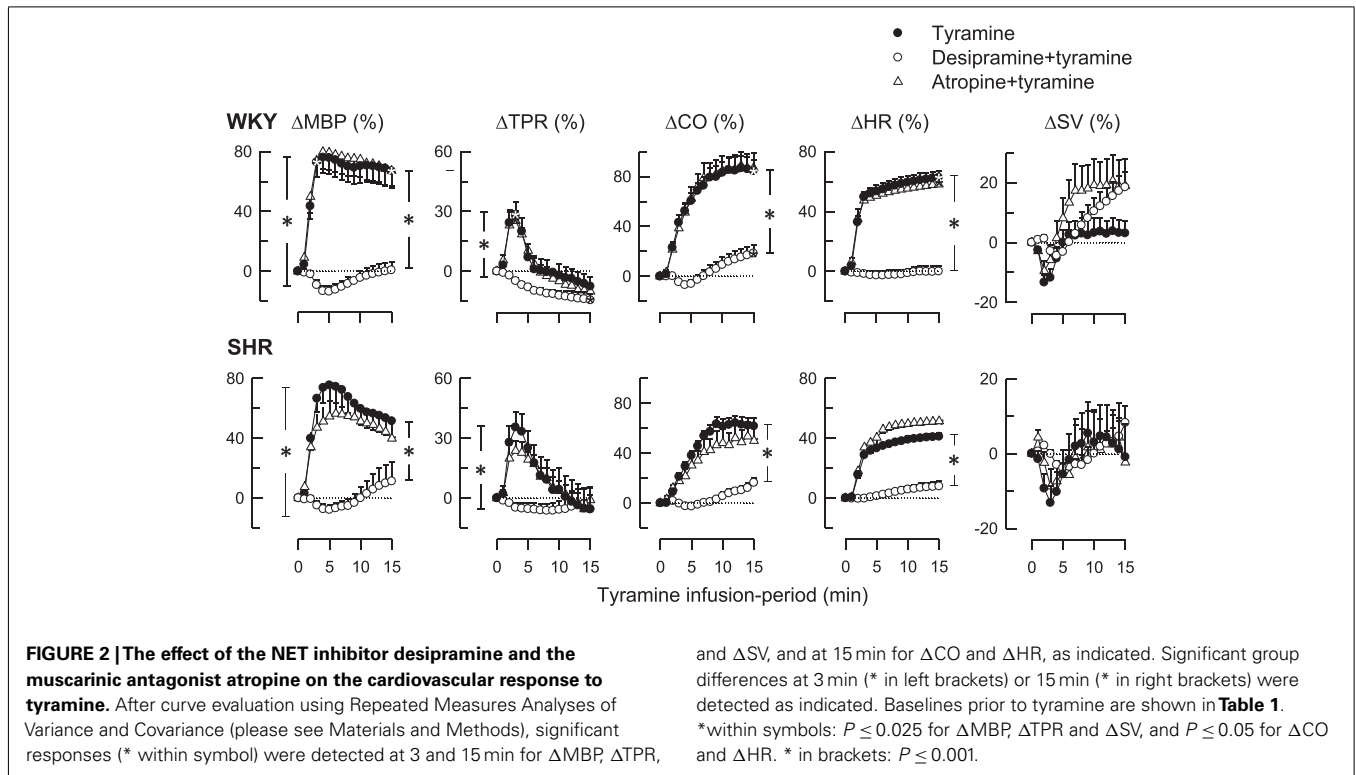 Tyramine
Desipramine+tyramine
Atropine+tyramine
WKY ΔMBP (%) ΔTPR (%) ΔCO (%) ΔHR (%) ΔSV (%)
80 60 80 80 20
40 30 80 40 0
0 0 40 0 -20
0
* * * * *
SHR
80 60 80 80 20
40 30 40 40 0
0 0 0 0 -20
* * * * *
0 5 10 15 0 5 10 15 0 5 10 15 0 5 10 15 0 5 10 15
Tyramine infusion-period (min)
FIGURE 2 | The effect of the NET inhibitor desipramine and the
muscarinic antagonist atropine on the cardiovascular response to
tyramine. After curve evaluation using Repeated Measures Analyses of
Variance and Covariance (please see Materials and Methods), significant
responses (* within symbol) were detected at 3 and 15 min for ΔMBP, ΔTPR,
and ΔSV, and at 15 min for ΔCO and ΔHR, as indicated. Significant group
differences at 3 min (* in left brackets) or 15 min (* in right brackets) were
detected as indicated. Baselines prior to tyramine are shown in Table 1.
*within symbols: P ≤ 0.025 for ΔMBP, ΔTPR and ΔSV, and P ≤ 0.05 for ΔCO
and ΔHR. * in brackets: P ≤ 0.001.